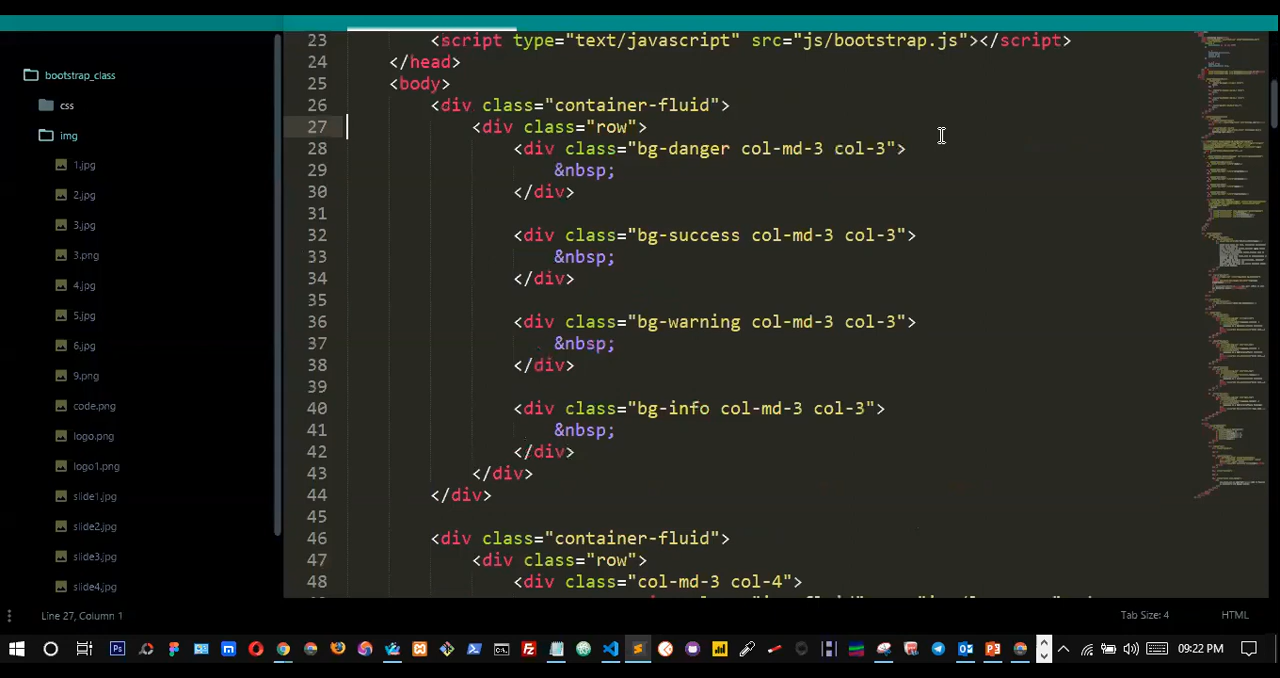 bootstrap_class
css
img
1.jpg
2.jpg
3.jpg
3.png
4.jpg
5.jpg
6.jpg
9.png
code.png
logo.png
logo1.png
slide1.jpg
slide2.jpg
slide3.jpg
slide4.jpg
23 <script type="text/javascript" src="js/bootstrap.js"></script>
24 </head>
25 <body>
26 <div class="container-fluid">
27 <div class="row">
28 <div class="bg-danger col-md-3 col-3">
29 &nbsp;
30 </div>
31
32 <div class="bg-success col-md-3 col-3">
33 &nbsp;
34 </div>
35
36 <div class="bg-warning col-md-3 col-3">
37 &nbsp;
38 </div>
39
40 <div class="bg-info col-md-3 col-3">
41 &nbsp;
42 </div>
43 </div>
44 </div>
45
46 <div class="container-fluid">
47 <div class="row">
48 <div class="col-md-3 col-4">
Line 27, Column 1
Tab Size: 4
HTML
09:22 PM